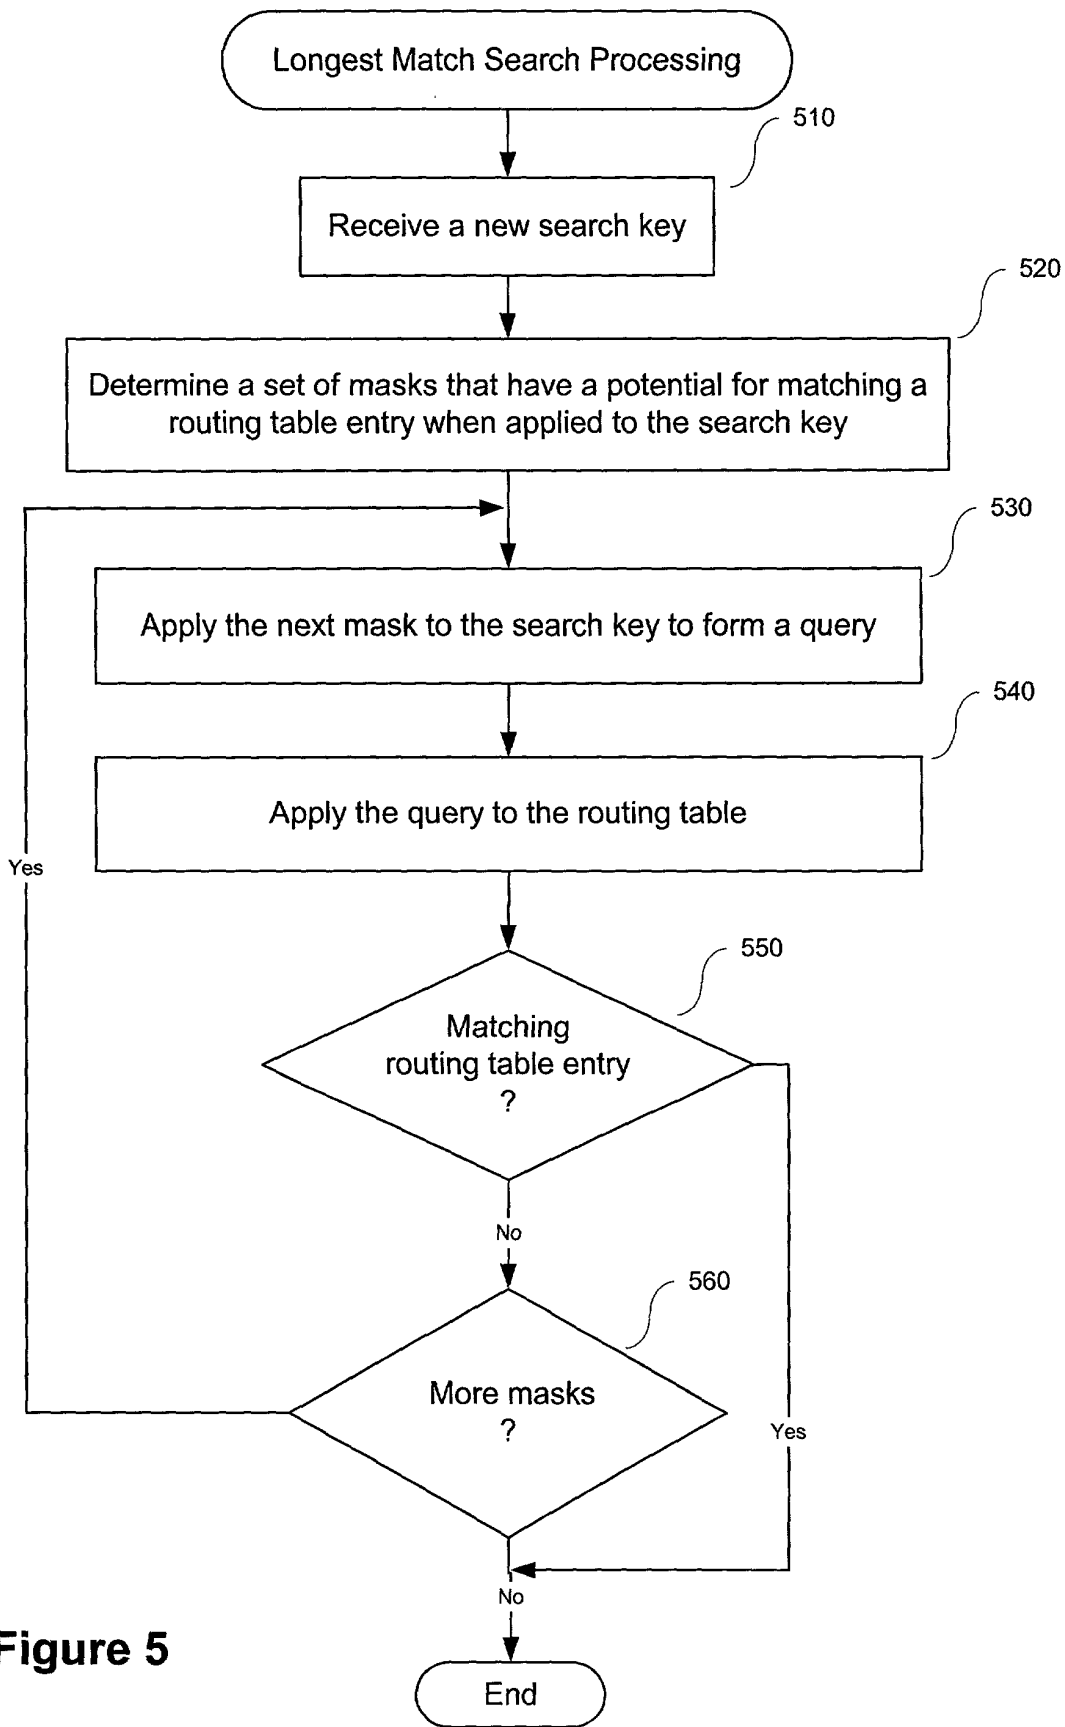 Longest Match Search Processing
510
Receive a new search key
520
Determine a set of masks that have a potential for matching a
routing table entry when applied to the search key
530
Apply the next mask to the search key to form a query
540
Apply the query to the routing table
Yes
550
Matching
routing table entry
?
No
560
More masks
?
Yes
No
Figure 5
End